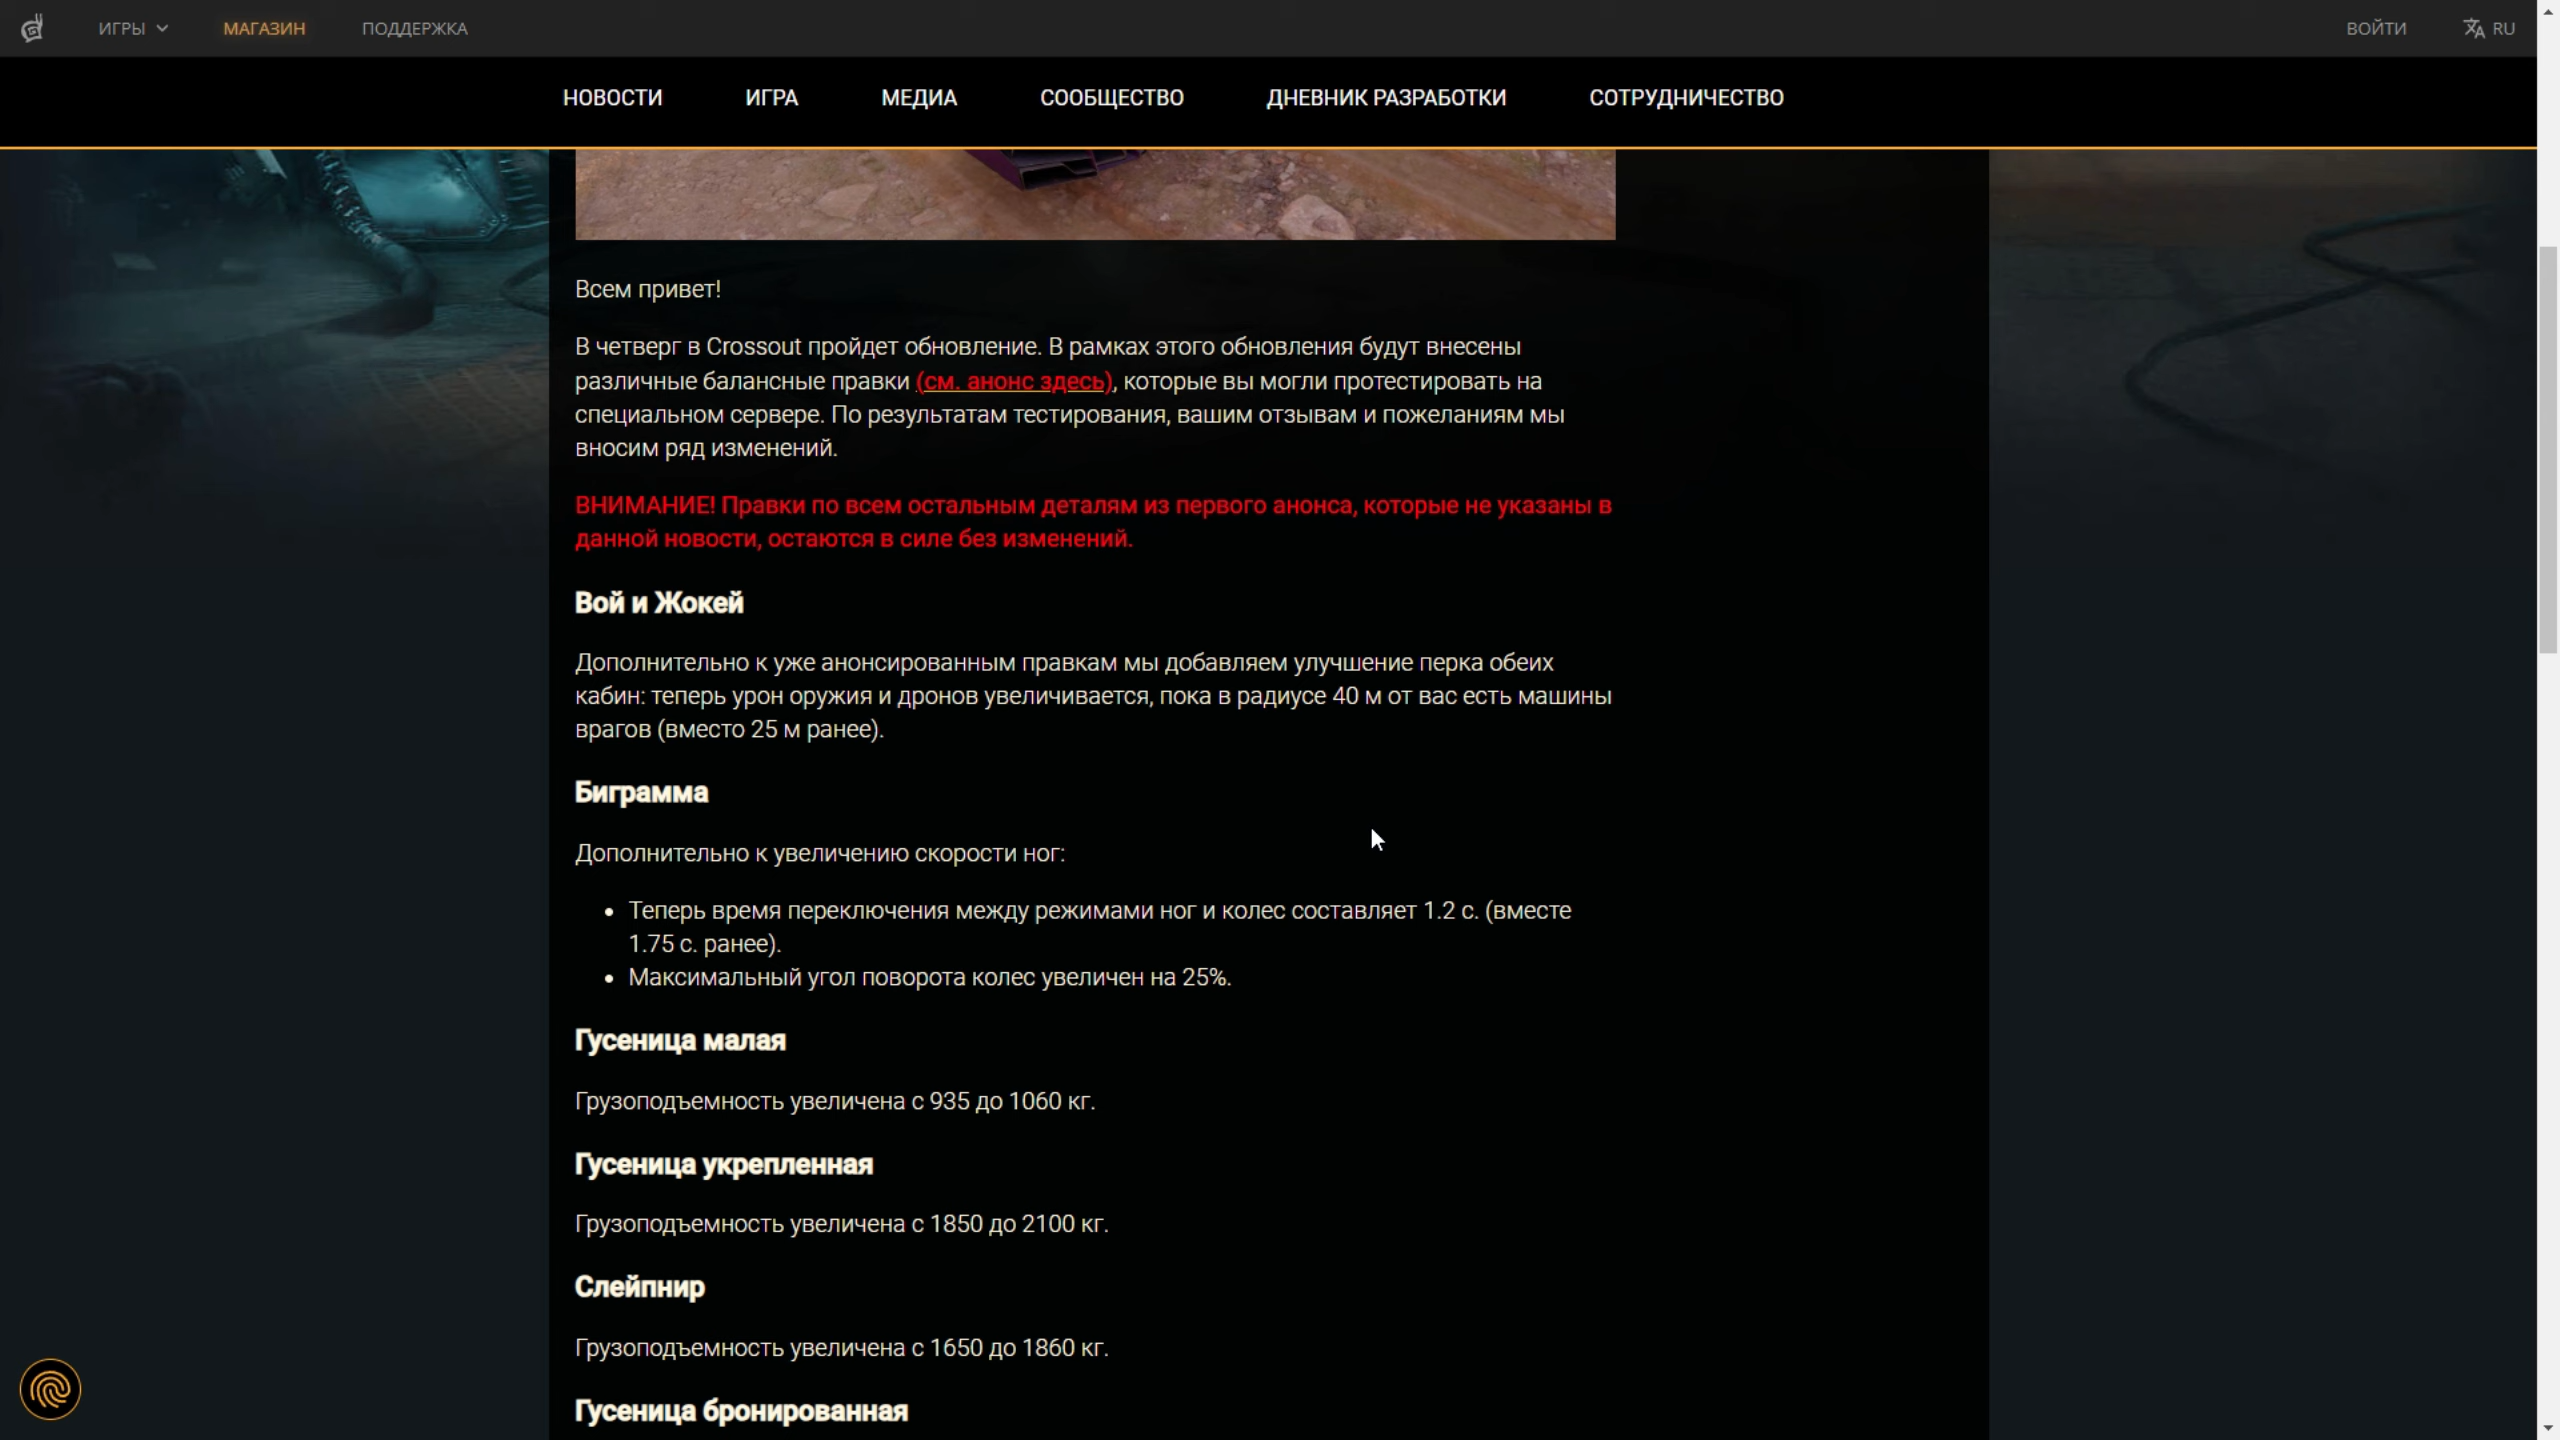 ИГРЫ МАГАЗИН ПОДДЕРЖКА ВОЙТИ RU
НОВОСТИ ИГРА МЕДИА СООБЩЕСТВО ДНЕВНИК РАЗРАБОТКИ СОТРУДНИЧЕСТВО
Всем привет!
В четверг в Crossout пройдет обновление. В рамках этого обновления будут внесены
различные балансные правки (см. анонс здесь), которые вы могли протестировать на
специальном сервере. По результатам тестирования, вашим отзывам и пожеланиям мы
вносим ряд изменений.
ВНИМАНИЕ! Правки по всем остальным деталям из первого анонса, которые не указаны в
данной новости, остаются в силе без изменений.
Вой и Жокей
Дополнительно к уже анонсированным правкам мы добавляем улучшение перка обеих
кабин: теперь урон оружия и дронов увеличивается, пока в радиусе 40 м от вас есть машины
врагов (вместо 25 м ранее).
Биграмма
Дополнительно к увеличению скорости ног:
• Теперь время переключения между режимами ног и колес составляет 1.2 с. (вместе
1.75 с. ранее).
• Максимальный угол поворота колес увеличен на 25%.
Гусеница малая
Грузоподъемность увеличена с 935 до 1060 кг.
Гусеница укрепленная
Грузоподъемность увеличена с 1850 до 2100 кг.
Слейпнир
Грузоподъемность увеличена с 1650 до 1860 кг.
Гусеница бронированная